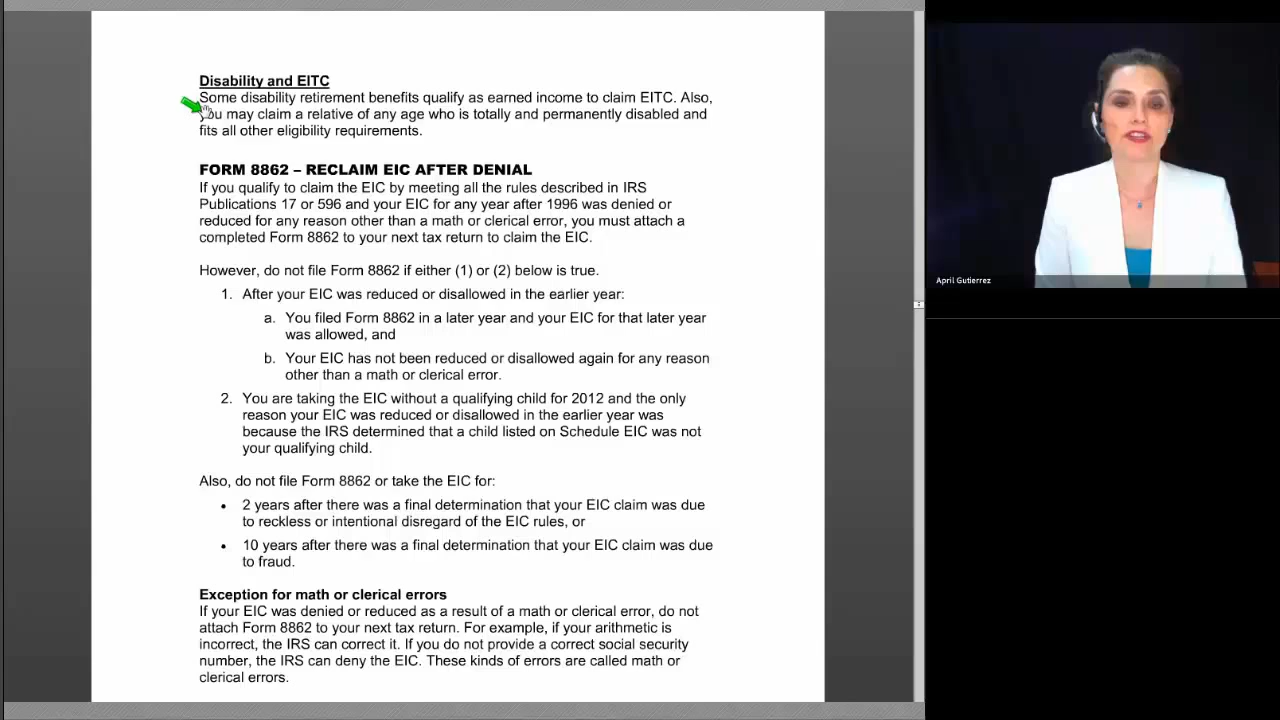 Disability and EITC
Some disability retirement benefits qualify as earned income to claim EITC. Also,
you may claim a relative of any age who is totally and permanently disabled and
fits all other eligibility requirements.
FORM 8862 – RECLAIM EIC AFTER DENIAL
If you qualify to claim the EIC by meeting all the rules described in IRS
Publications 17 or 596 and your EIC for any year after 1996 was denied or
reduced for any reason other than a math or clerical error, you must attach a
completed Form 8862 to your next tax return to claim the EIC.
However, do not file Form 8862 if either (1) or (2) below is true.
1. After your EIC was reduced or disallowed in the earlier year:
a. You filed Form 8862 in a later year and your EIC for that later year
was allowed, and
b. Your EIC has not been reduced or disallowed again for any reason
other than a math or clerical error.
2. You are taking the EIC without a qualifying child for 2012 and the only
reason your EIC was reduced or disallowed in the earlier year was
because the IRS determined that a child listed on Schedule EIC was not
your qualifying child.
Also, do not file Form 8862 or take the EIC for:
• 2 years after there was a final determination that your EIC claim was due
to reckless or intentional disregard of the EIC rules, or
• 10 years after there was a final determination that your EIC claim was due
to fraud.
Exception for math or clerical errors
If your EIC was denied or reduced as a result of a math or clerical error, do not
attach Form 8862 to your next tax return. For example, if your arithmetic is
incorrect, the IRS can correct it. If you do not provide a correct social security
number, the IRS can deny the EIC. These kinds of errors are called math or
clerical errors.
April Gutierrez